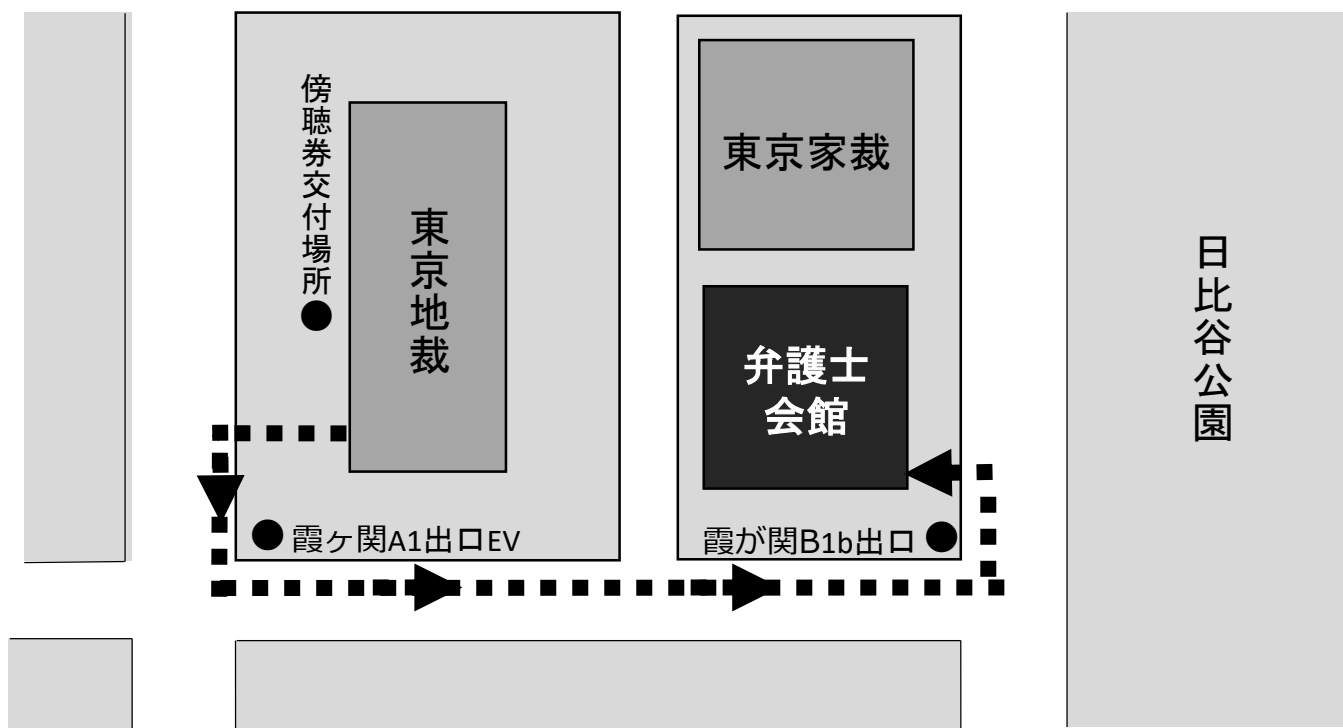 傍聴券交付場所
東京地裁
東京家裁
弁護士
会館
日比谷公園
霞ヶ関A1出口EV
霞が関B1b出口